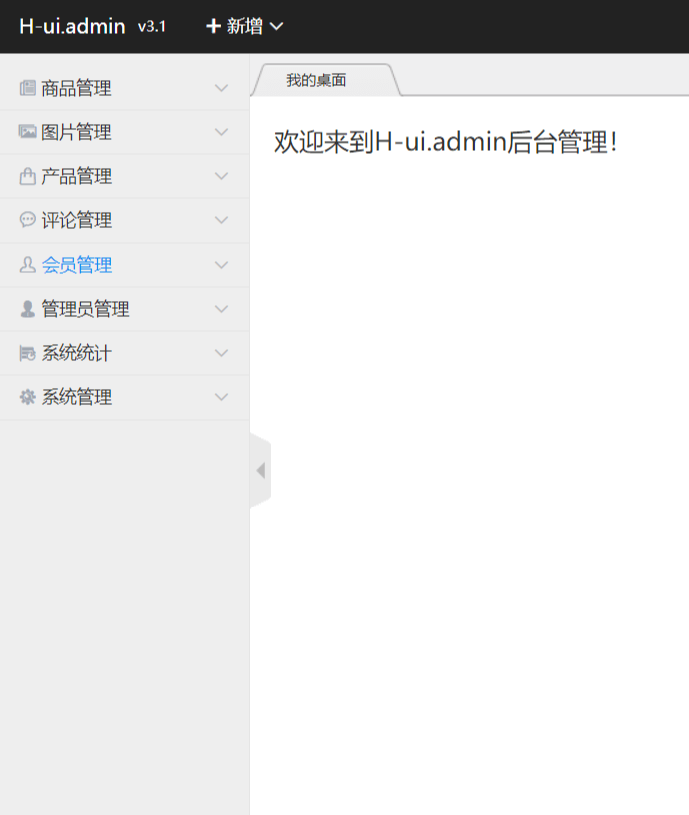 H-ui.admin v3.1 新增
商品管理
图片管理
产品管理
评论管理
会员管理
管理员管理
系统统计
系统管理
我的桌面
欢迎来到H-ui.admin后台管理！